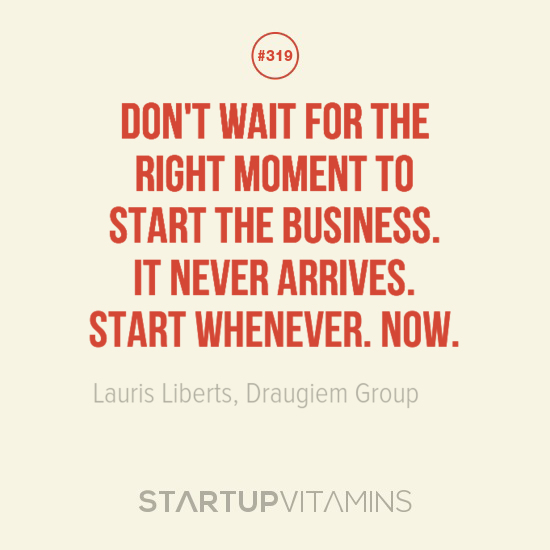 #319
DON'T WAIT FOR THE
RIGHT MOMENT TO
START THE BUSINESS.
IT NEVER ARRIVES.
START WHENEVER. NOW.
Lauris Liberts, Draugiem Group
STARTUPVITAMINS